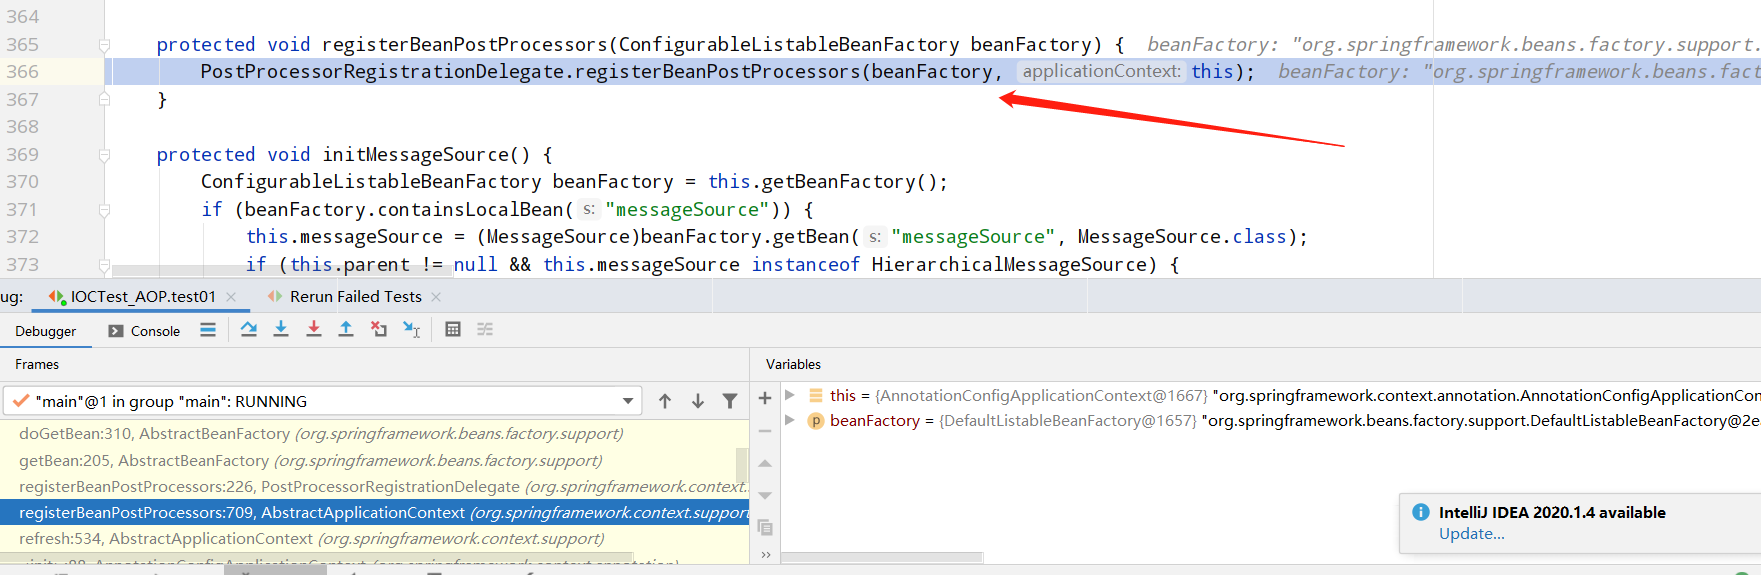 364
365 protected void registerBeanPostProcessors(ConfigurableListableBeanFactory beanFactory) { beanFactory: "org.springframework.beans.factory.support.
366 PostProcessorRegistrationDelegate.registerBeanPostProcessors(beanFactory, applicationContext: this); beanFactory: "org.springframework.beans.fact
367 }
368
369 protected void initMessageSource() {
370 ConfigurableListableBeanFactory beanFactory = this.getBeanFactory();
371 if (beanFactory.containsLocalBean( s: "messageSource")) {
372 this.messageSource = (MessageSource)beanFactory.getBean( s: "messageSource", MessageSource.class);
373 if (this.parent != null && this.messageSource instanceof HierarchicalMessageSource) {
ug: IOCTest_AOP.test01 Rerun Failed Tests
Debugger Console
Frames
Variables
"main"@1 in group "main": RUNNING
doGetBean:310, AbstractBeanFactory (org.springframework.beans.factory.support)
getBean:205, AbstractBeanFactory (org.springframework.beans.factory.support)
registerBeanPostProcessors:226, PostProcessorRegistrationDelegate (org.springframework.context.
registerBeanPostProcessors:709, AbstractApplicationContext (org.springframework.context.support
refresh:534, AbstractApplicationContext (org.springframework.context.support)
this = {AnnotationConfigApplicationContext@1667} "org.springframework.context.annotation.AnnotationConfigApplicationCon
beanFactory = {DefaultListableBeanFactory@1657} "org.springframework.beans.factory.support.DefaultListableBeanFactory@2ea
IntelliJ IDEA 2020.1.4 available
Update...